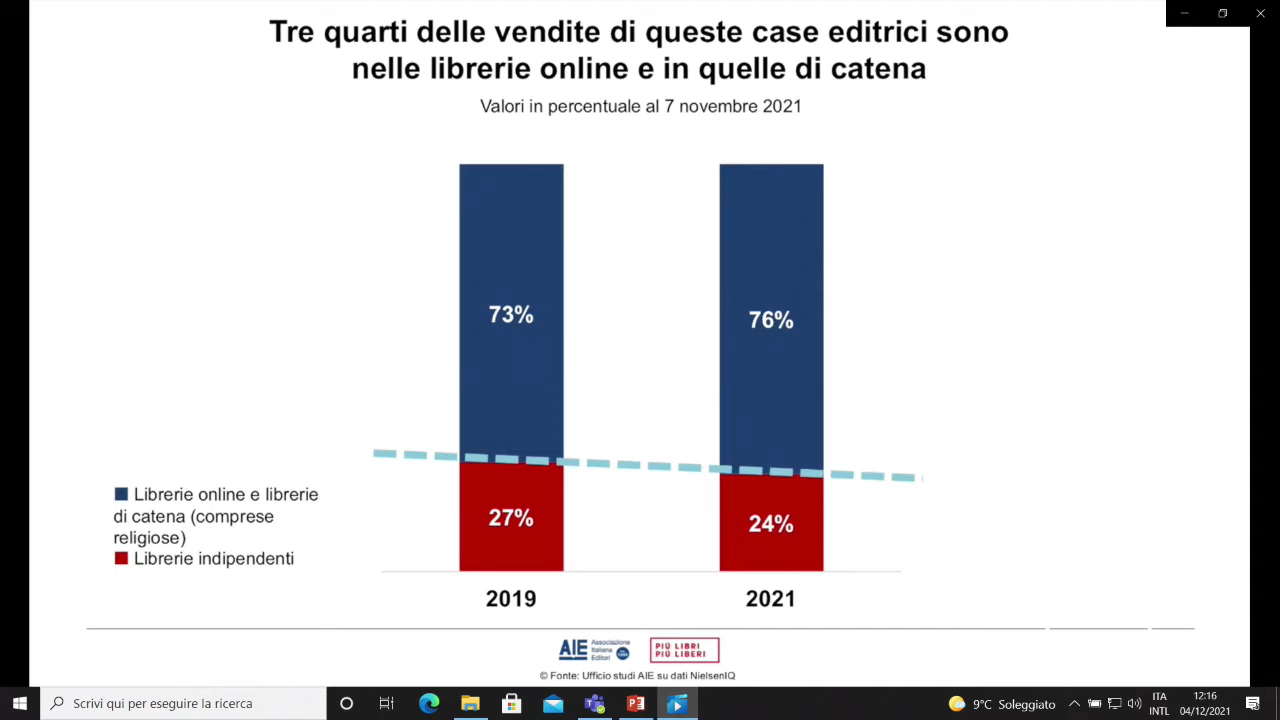 Tre quarti delle vendite di queste case editrici sono
nelle librerie online e in quelle di catena
Valori in percentuale al 7 novembre 2021
73%
76%
27%
24%
Librerie online e librerie
di catena (comprese
religiose)
Librerie indipendenti
2019
2021
AIE
Associazione
Italiana
Editori
PIÙ LIBRI
PIÙ LIBERI
© Fonte: Ufficio studi AIE su dati NielsenIQ
Scrivi qui per eseguire la ricerca
9°C Soleggiato
ITA
INTL
12:16
04/12/2021